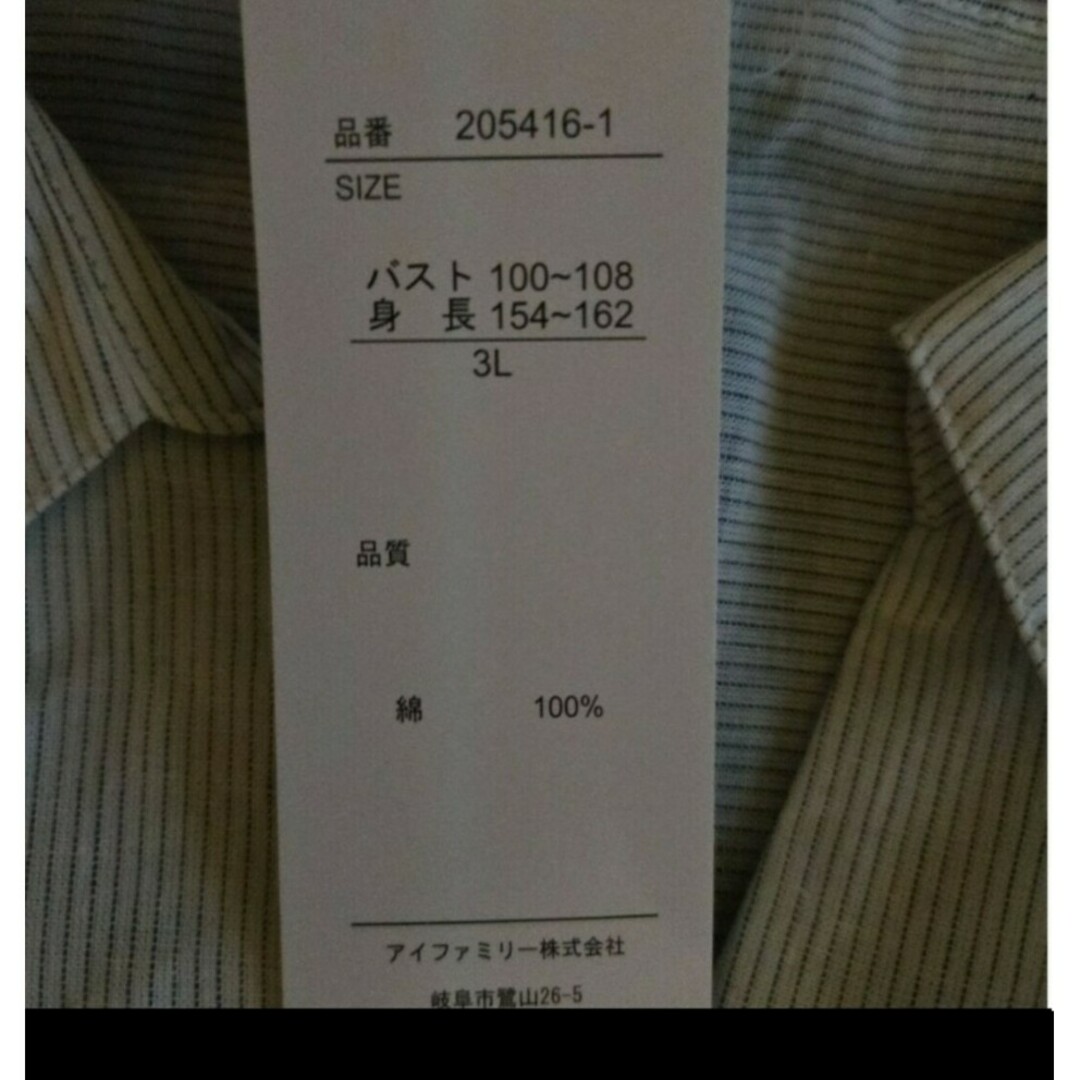 品番 205416-1
SIZE
バスト 100~108
身 長 154~162
3L
品質
綿 100%
アイファミリー株式会社
岐阜市鷺山26-5